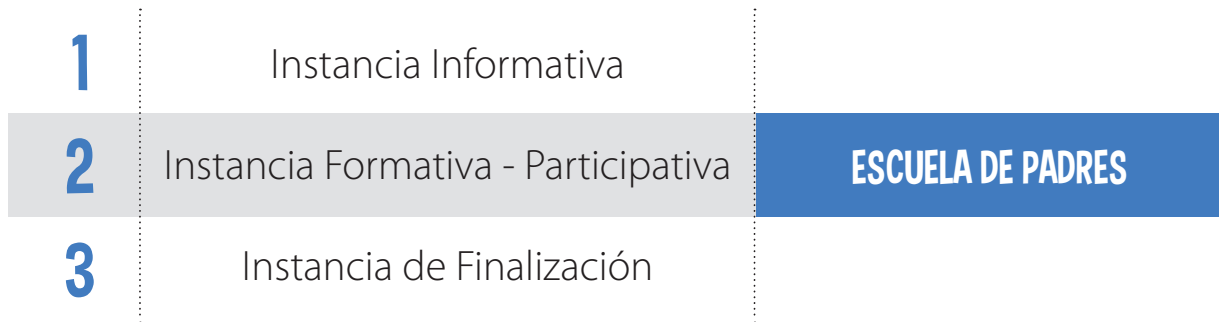 1 Instancia Informativa
2 Instancia Formativa - Participativa ESCUELA DE PADRES
3 Instancia de Finalización